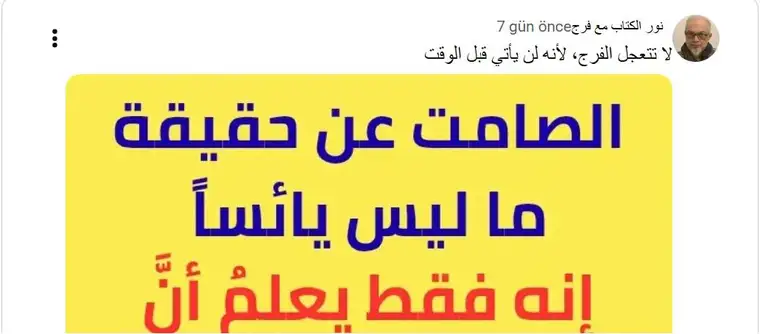 نور الكتاب مع فرج 7 gün önce
لا تتعجل الفرج، لأنه لن يأتي قبل الوقت
الصامت عن حقيقة
ما ليس يائساً
إنه فقط يعلمُ أنَّ